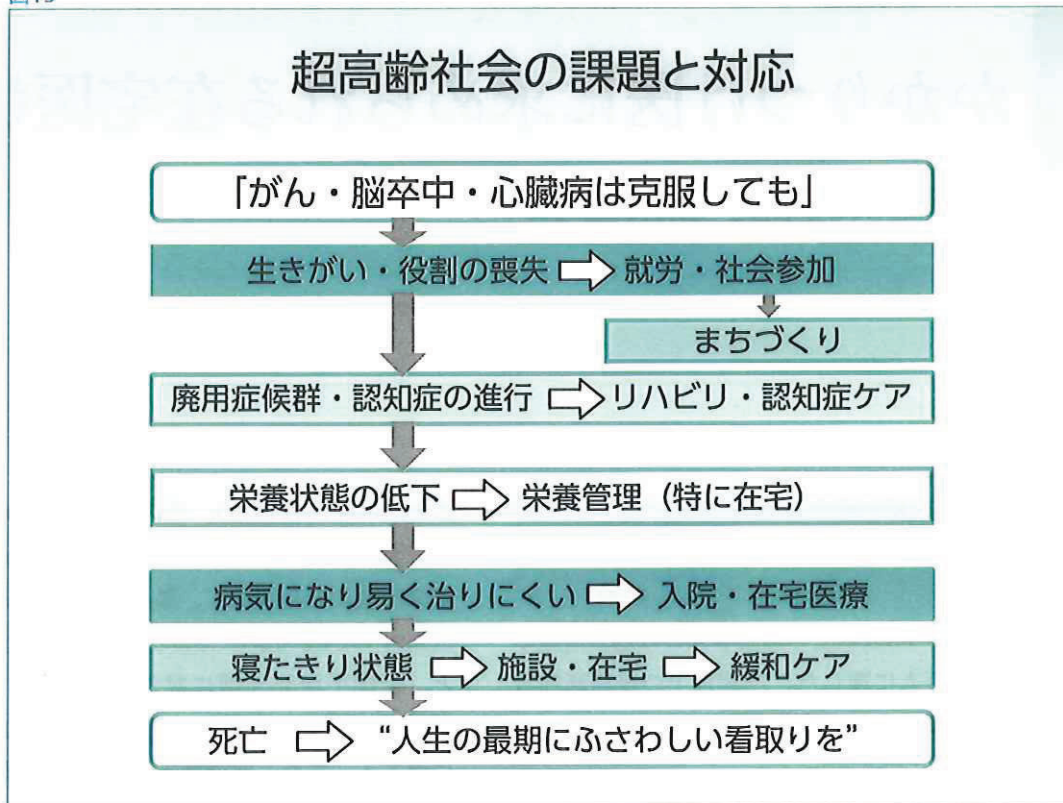 超高齢社会の課題と対応
「がん・脳卒中・心臓病は克服しても」
生きがい・役割の喪失 ⇨ 就労・社会参加
まちづくり
廃用症候群・認知症の進行 ⇨ リハビリ・認知症ケア
栄養状態の低下 ⇨ 栄養管理（特に在宅）
病気になり易く治りにくい ⇨ 入院・在宅医療
寝たきり状態 ⇨ 施設・在宅 ⇨ 緩和ケア
死亡 ⇨ “人生の最期にふさわしい看取りを”